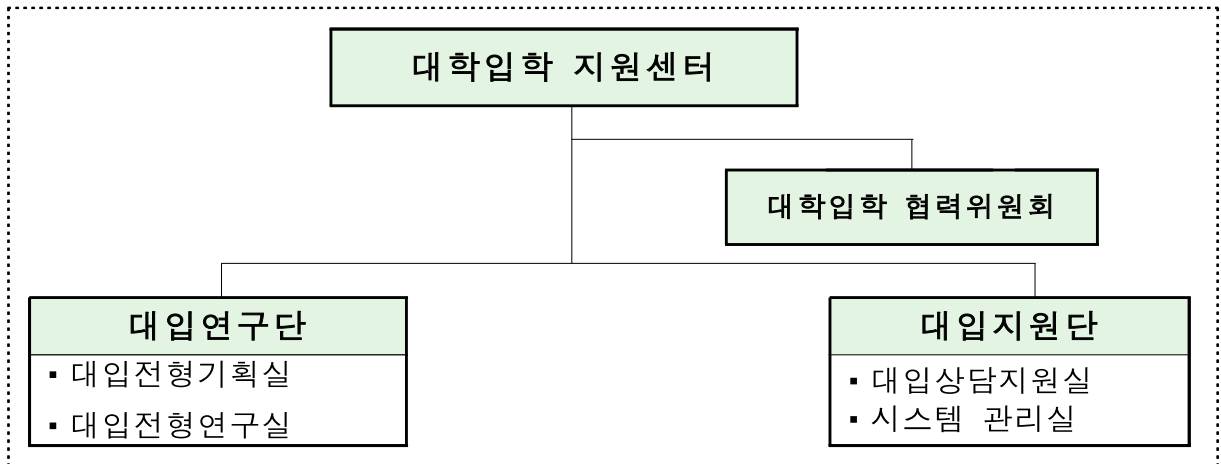 대학입학 지원센터
대학입학 협력위원회
대입연구단
▪ 대입전형기획실
▪ 대입전형연구실
대입지원단
▪ 대입상담지원실
▪ 시스템 관리실